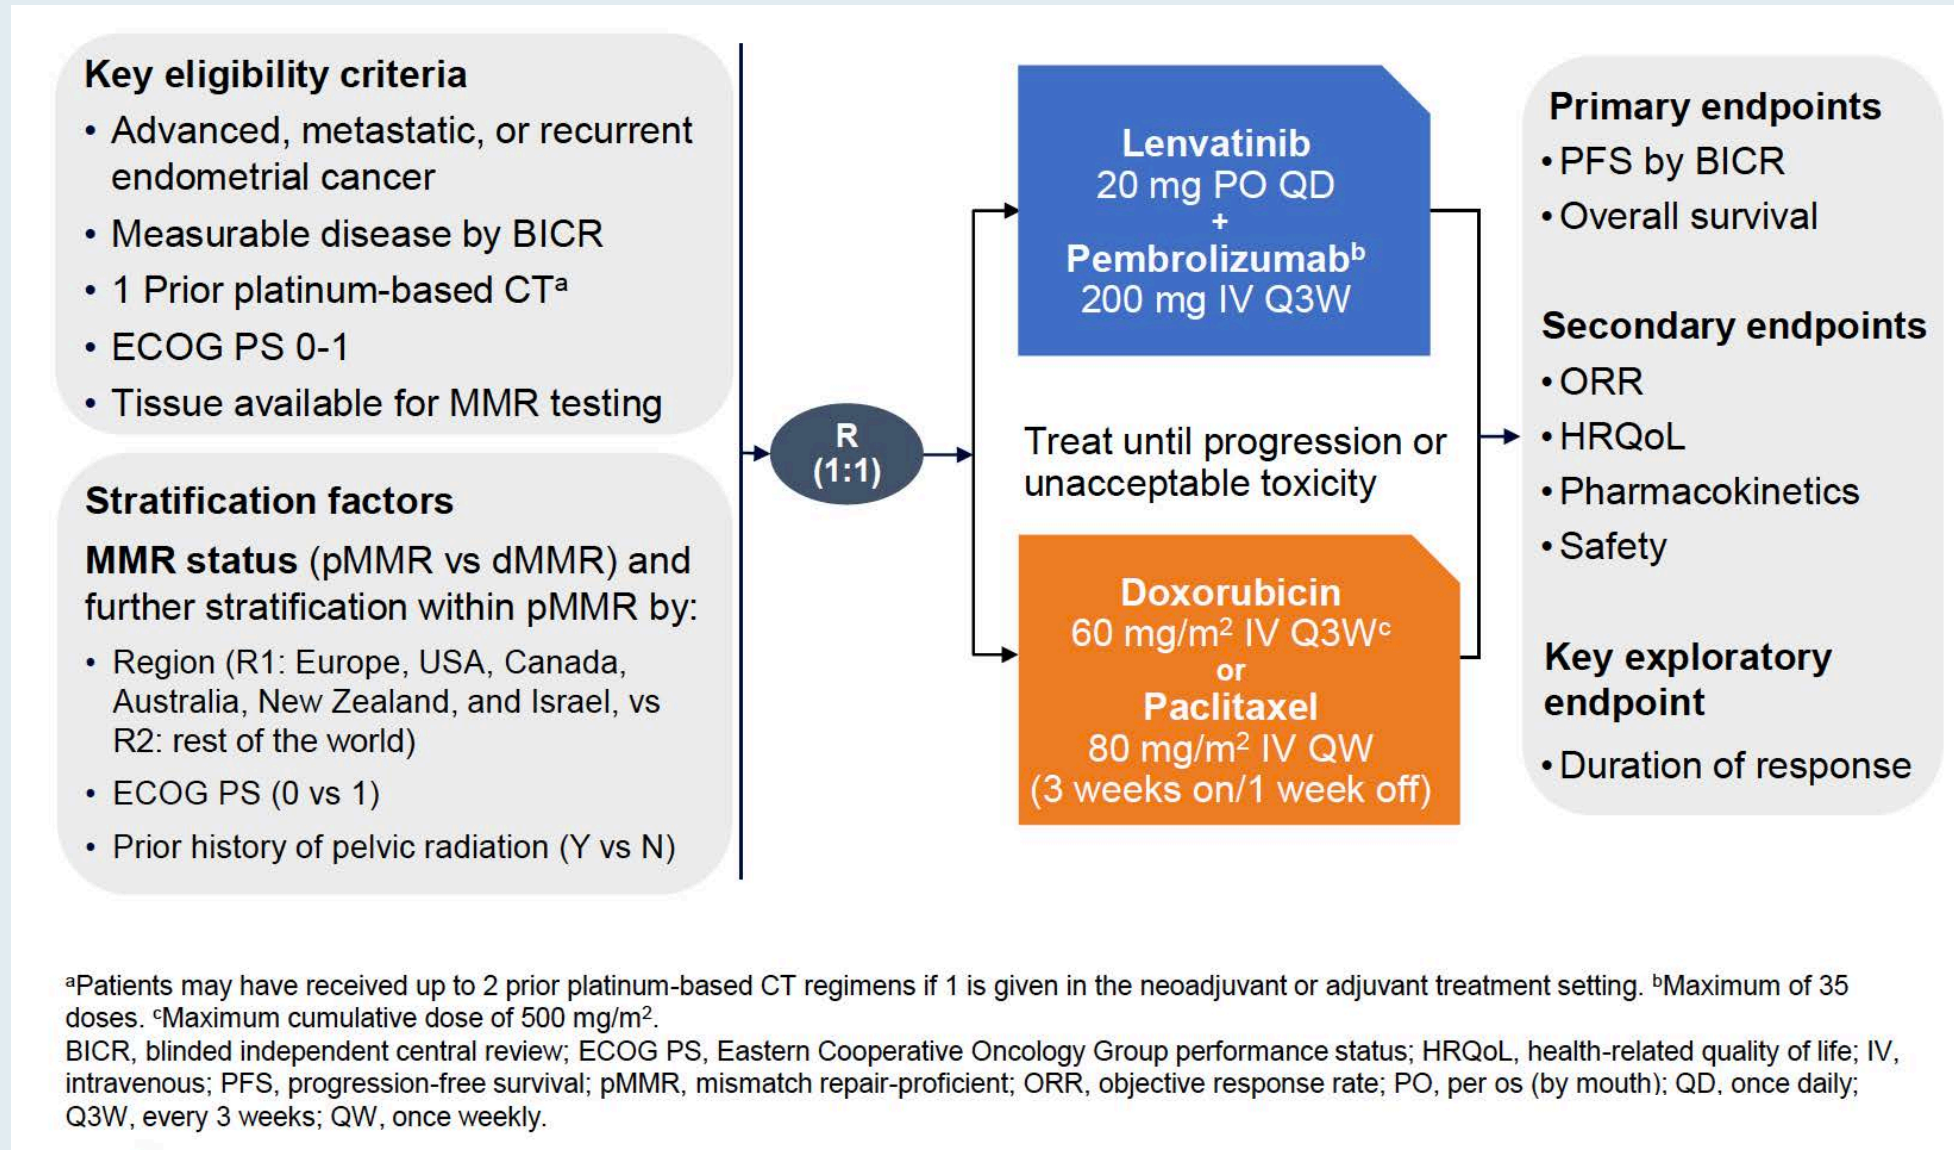 Key eligibility criteria
• Advanced, metastatic, or recurrent
endometrial cancer
• Measurable disease by BICR
• 1 Prior platinum-based CTᵃ
• ECOG PS 0-1
• Tissue available for MMR testing
Stratification factors
MMR status (pMMR vs dMMR) and
further stratification within pMMR by:
• Region (R1: Europe, USA, Canada,
Australia, New Zealand, and Israel, vs
R2: rest of the world)
• ECOG PS (0 vs 1)
• Prior history of pelvic radiation (Y vs N)
R
(1:1)
Lenvatinib
20 mg PO QD
+
Pembrolizumabᵇ
200 mg IV Q3W
Treat until progression or
unacceptable toxicity
Doxorubicin
60 mg/m² IV Q3Wᶜ
or
Paclitaxel
80 mg/m² IV QW
(3 weeks on/1 week off)
Primary endpoints
• PFS by BICR
• Overall survival
Secondary endpoints
• ORR
• HRQoL
• Pharmacokinetics
• Safety
Key exploratory
endpoint
• Duration of response
ᵃPatients may have received up to 2 prior platinum-based CT regimens if 1 is given in the neoadjuvant or adjuvant treatment setting. ᵇMaximum of 35
doses. ᶜMaximum cumulative dose of 500 mg/m².
BICR, blinded independent central review; ECOG PS, Eastern Cooperative Oncology Group performance status; HRQoL, health-related quality of life; IV,
intravenous; PFS, progression-free survival; pMMR, mismatch repair-proficient; ORR, objective response rate; PO, per os (by mouth); QD, once daily;
Q3W, every 3 weeks; QW, once weekly.